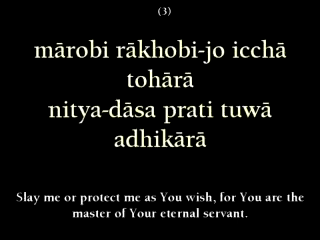 (3)
mārobi rākhobi-jo icchā
tohārā
nitya-dāsa prati tuwā
adhikārā
Slay me or protect me as You wish, for You are the
master of Your eternal servant.